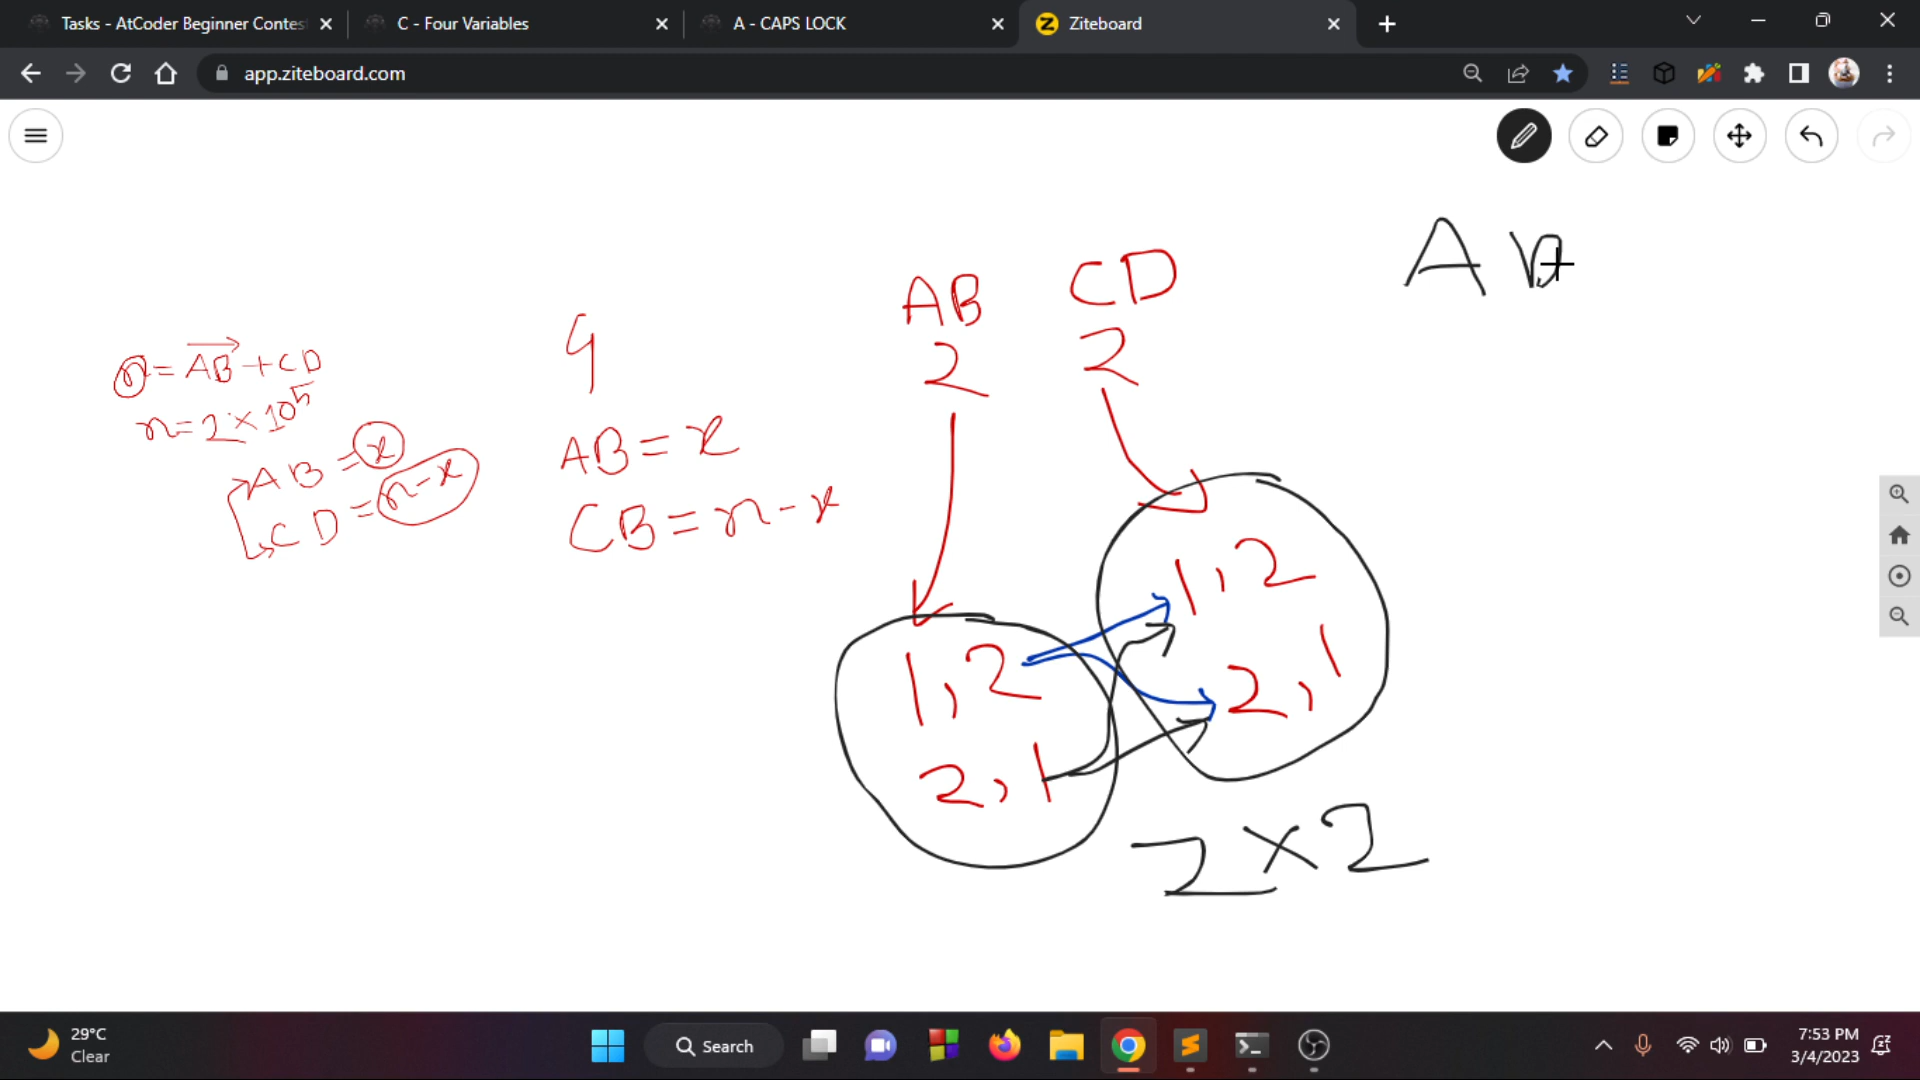 Tasks - AtCoder Beginner Contes
C - Four Variables
A - CAPS LOCK
Ziteboard
app.ziteboard.com
n = AB + CD
n = 2 × 10^5
AB = x
CD = n - x
4
AB = x
CB = n - x
AB CD
2 2
1, 2
2, 1
1, 2
2, 1
2 × 2
A
29°C
Clear
Search
7:53 PM
3/4/2023